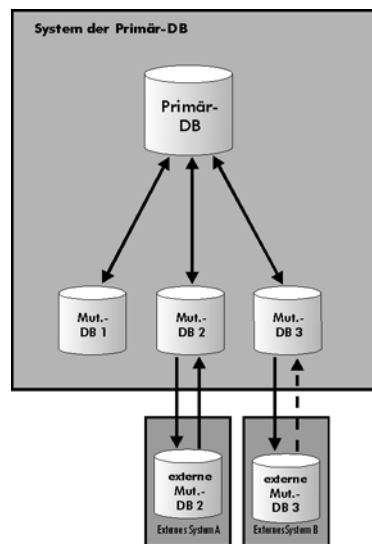 System der Primär-DB
Primär-
DB
Mut.-
DB 1
Mut.-
DB 2
Mut.-
DB 3
externe
Mut.-
DB 2
Externes System A
externe
Mut.-
DB 3
Externes System B